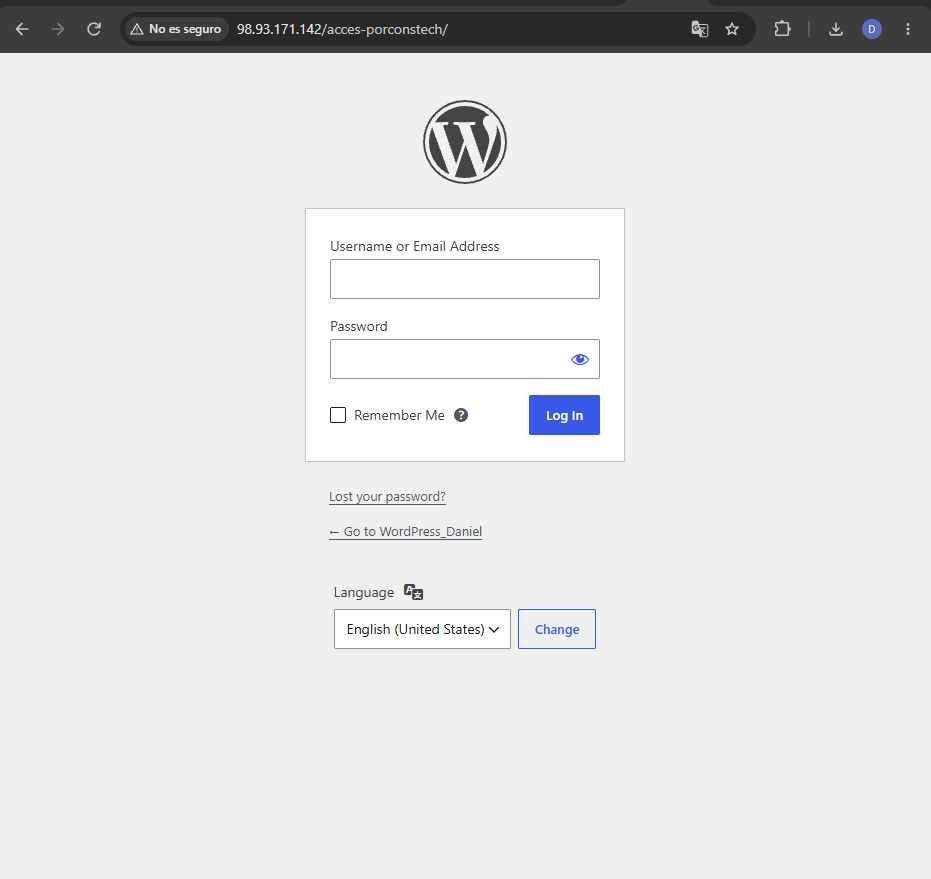 No es seguro 98.93.171.142/acces-porconstech/ D
Username or Email Address
Password
Remember Me ? Log In
Lost your password?
← Go to WordPress_Daniel
Language
English (United States) Change